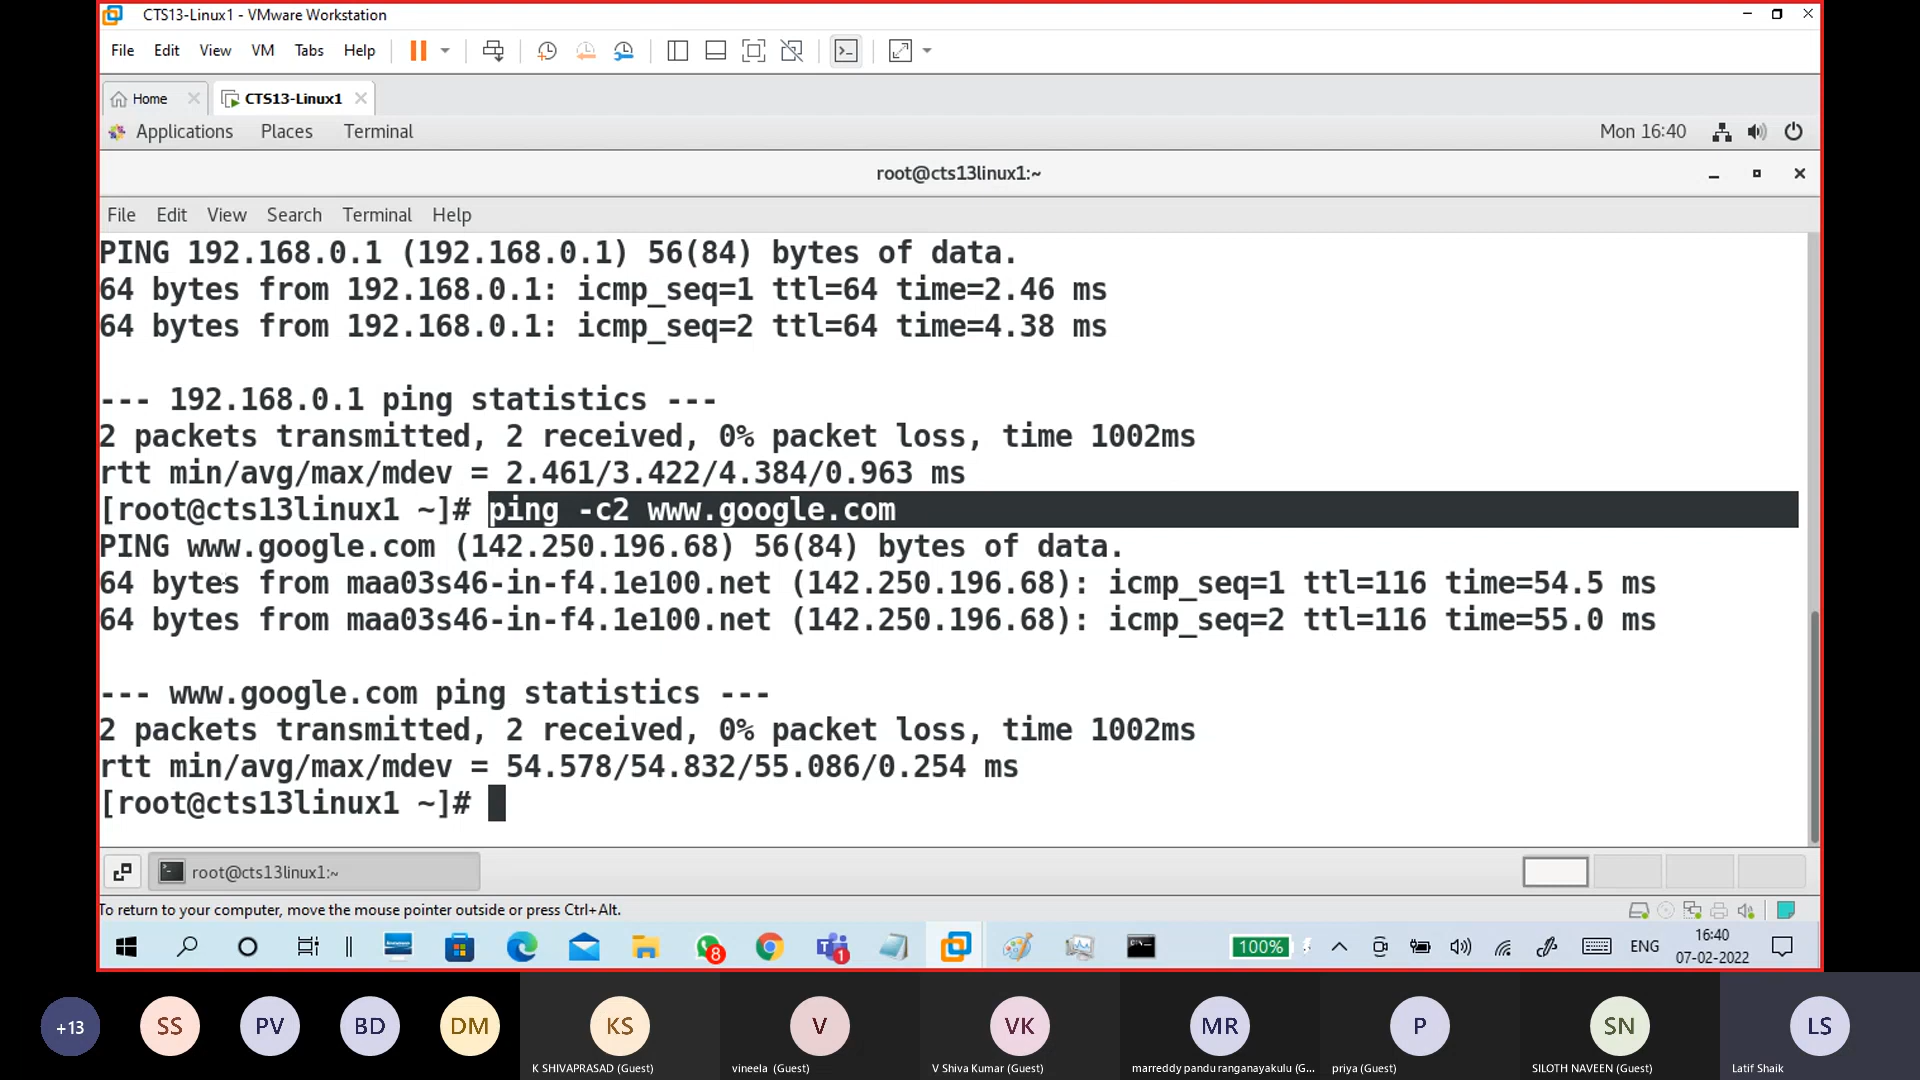 CTS13-Linux1 - VMware Workstation
File Edit View VM Tabs Help
Home CTS13-Linux1
Applications Places Terminal Mon 16:40
root@cts13linux1:~
File Edit View Search Terminal Help
PING 192.168.0.1 (192.168.0.1) 56(84) bytes of data.
64 bytes from 192.168.0.1: icmp_seq=1 ttl=64 time=2.46 ms
64 bytes from 192.168.0.1: icmp_seq=2 ttl=64 time=4.38 ms
--- 192.168.0.1 ping statistics ---
2 packets transmitted, 2 received, 0% packet loss, time 1002ms
rtt min/avg/max/mdev = 2.461/3.422/4.384/0.963 ms
[root@cts13linux1 ~]# ping -c2 www.google.com
PING www.google.com (142.250.196.68) 56(84) bytes of data.
64 bytes from maa03s46-in-f4.1e100.net (142.250.196.68): icmp_seq=1 ttl=116 time=54.5 ms
64 bytes from maa03s46-in-f4.1e100.net (142.250.196.68): icmp_seq=2 ttl=116 time=55.0 ms
--- www.google.com ping statistics ---
2 packets transmitted, 2 received, 0% packet loss, time 1002ms
rtt min/avg/max/mdev = 54.578/54.832/55.086/0.254 ms
[root@cts13linux1 ~]#
root@cts13linux1:~
To return to your computer, move the mouse pointer outside or press Ctrl+Alt.
8 1 100% ENG 16:40
07-02-2022
+13 SS PV BD DM KS V VK MR P SN LS
K SHIVAPRASAD (Guest) vineela (Guest) V Shiva Kumar (Guest) marreddy pandu ranganayakulu (G... priya (Guest) SILOTH NAVEEN (Guest) Latif Shaik